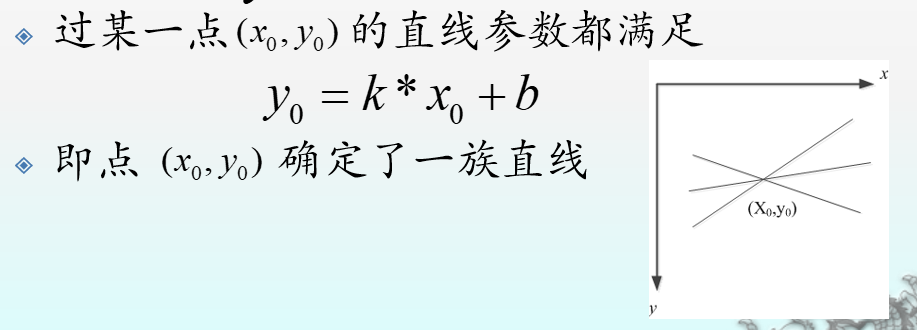 过某一点(x₀,y₀)的直线参数都满足
y₀ = k * x₀ + b
即点 (x₀,y₀) 确定了一族直线
x
(X₀,y₀)
y